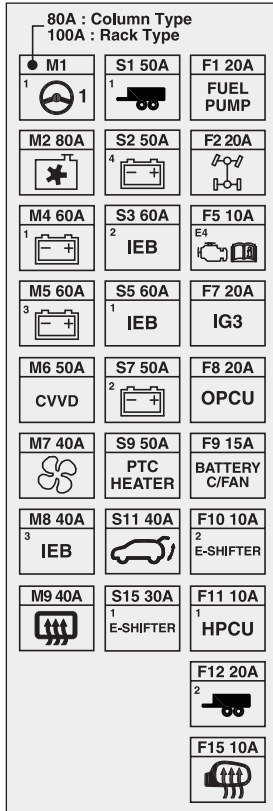 80A : Column Type
100A : Rack Type
M1
1
1
S1 50A
1
F1 20A
FUEL
PUMP
M2 80A
S2 50A
4
- +
F2 20A
M4 60A
1
- +
S3 60A
2
IEB
F5 10A
E4
M5 60A
3
- +
S5 60A
1
IEB
F7 20A
IG3
M6 50A
CVVD
S7 50A
2
- +
F8 20A
OPCU
M7 40A
S9 50A
PTC
HEATER
F9 15A
BATTERY
C/FAN
M8 40A
3
IEB
S11 40A
F10 10A
2
E-SHIFTER
M9 40A
S15 30A
1
E-SHIFTER
F11 10A
1
HPCU
F12 20A
2
F15 10A